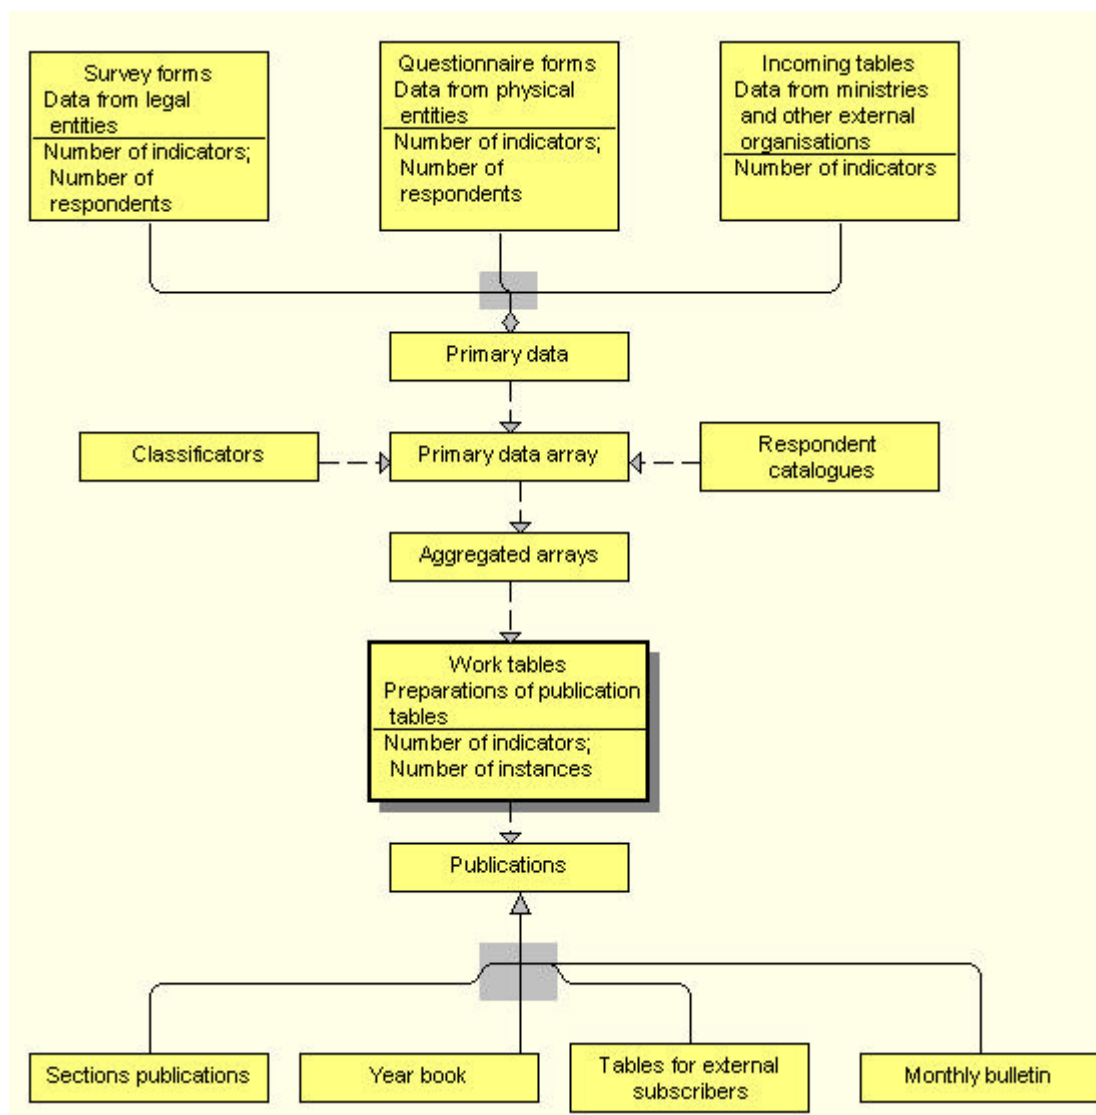 Survey forms
Data from legal
entities
Number of indicators;
Number of
respondents
Questionnaire forms
Data from physical
entities
Number of indicators;
Number of
respondents
Incoming tables
Data from ministries
and other external
organisations
Number of indicators
Primary data
Classificators
Primary data array
Respondent
catalogues
Aggregated arrays
Work tables
Preparations of publication
tables
Number of indicators;
Number of instances
Publications
Sections publications
Year book
Tables for external
subscribers
Monthly bulletin